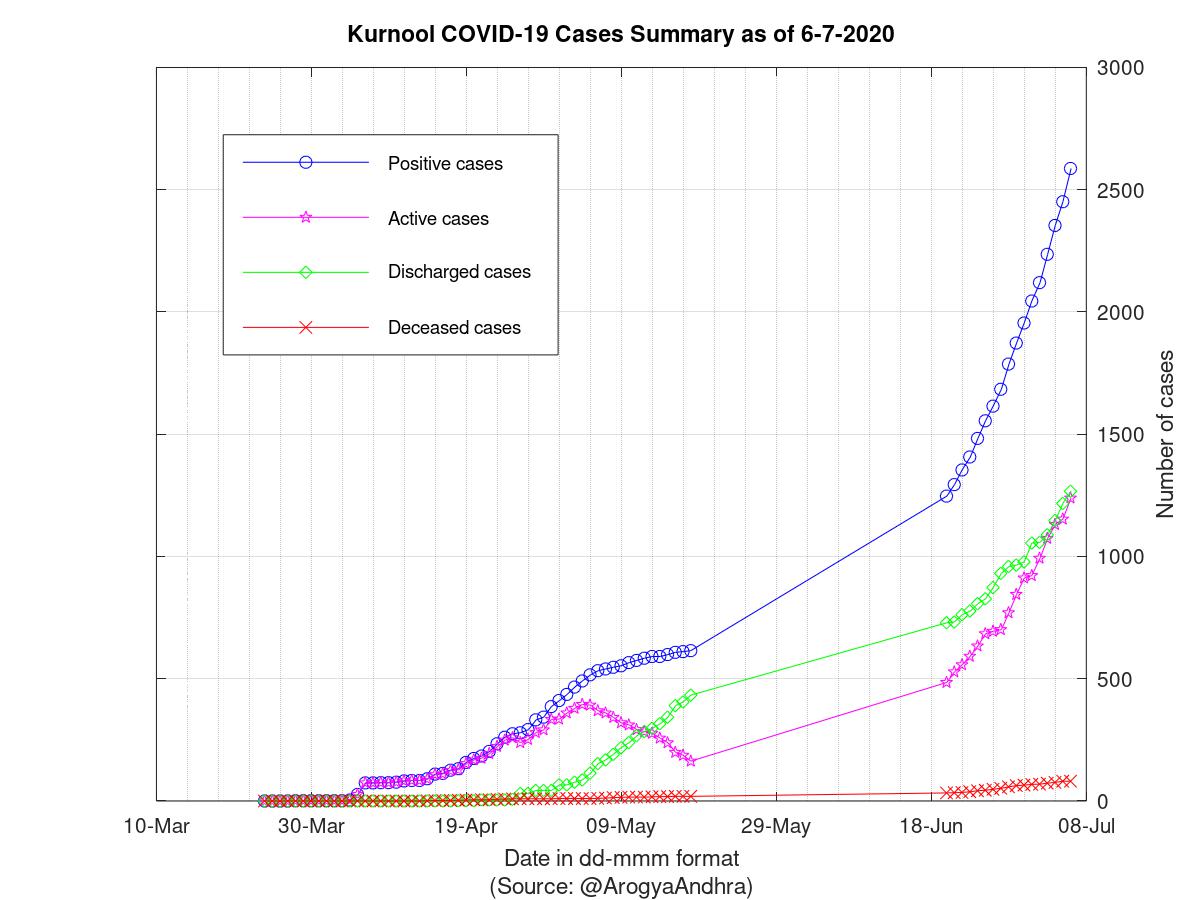 Kurnool COVID-19 Cases Summary as of 6-7-2020
3000
Positive cases
2500
Active cases
Discharged cases
2000
Deceased cases
1500
1000
500
0
Number of cases
10-Mar 30-Mar 19-Apr 09-May 29-May 18-Jun 08-Jul
Date in dd-mmm format
(Source: @ArogyaAndhra)